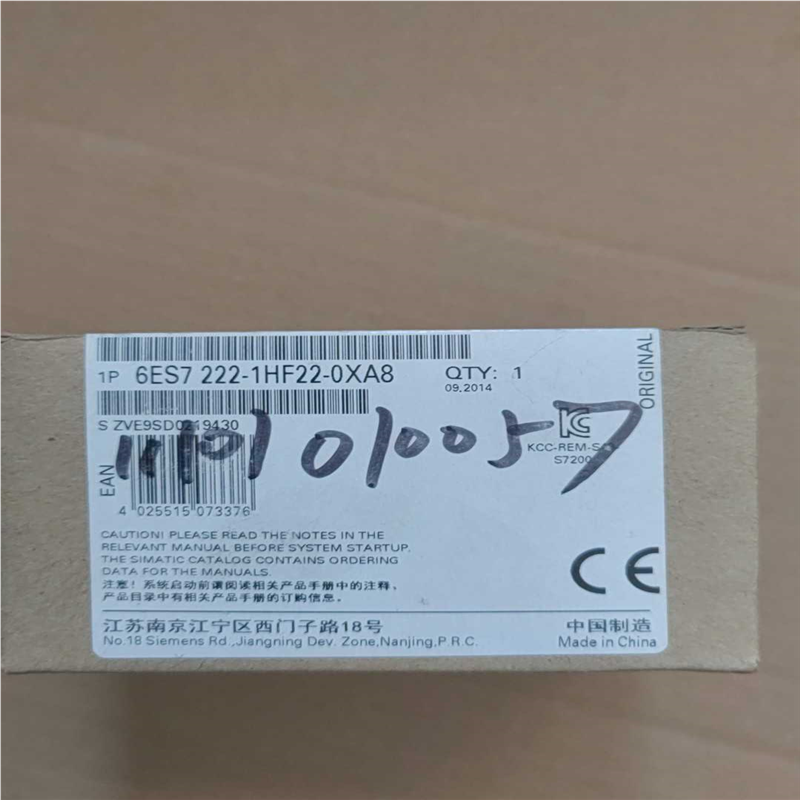 1P 6ES7 222-1HF22-0XA8 QTY: 1
09.2014
ORIGINAL
S ZVE9SD0219430
KC
KCC-REM-S
S7200
EAN
010057
4 025515 073376
CAUTION! PLEASE READ THE NOTES IN THE
RELEVANT MANUAL BEFORE SYSTEM STARTUP.
THE SIMATIC CATALOG CONTAINS ORDERING
DATA FOR THE MANUALS.
注意！系统启动前请阅读相关产品手册中的注释，
产品目录中有相关产品手册的订购信息。
CE
江苏南京江宁区西门子路18号
No.18 Siemens Rd.,Jiangning Dev. Zone,Nanjing,P.R.C.
中国制造
Made in China